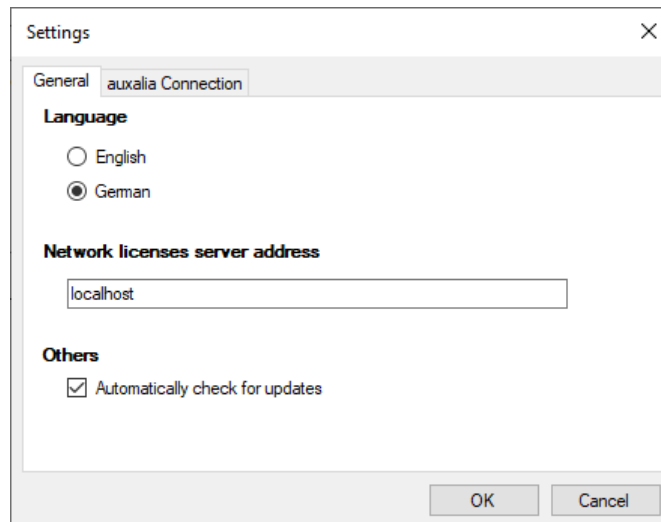 Settings
General
auxalia Connection
Language
English
German
Network licenses server address
localhost
Others
Automatically check for updates
OK
Cancel